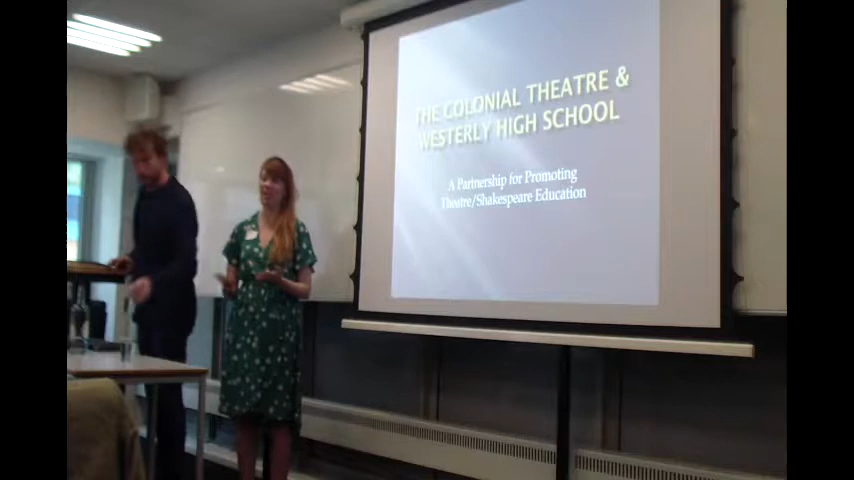 THE COLONIAL THEATRE &
WESTERLY HIGH SCHOOL
A Partnership for Promoting
Theatre/Shakespeare Education